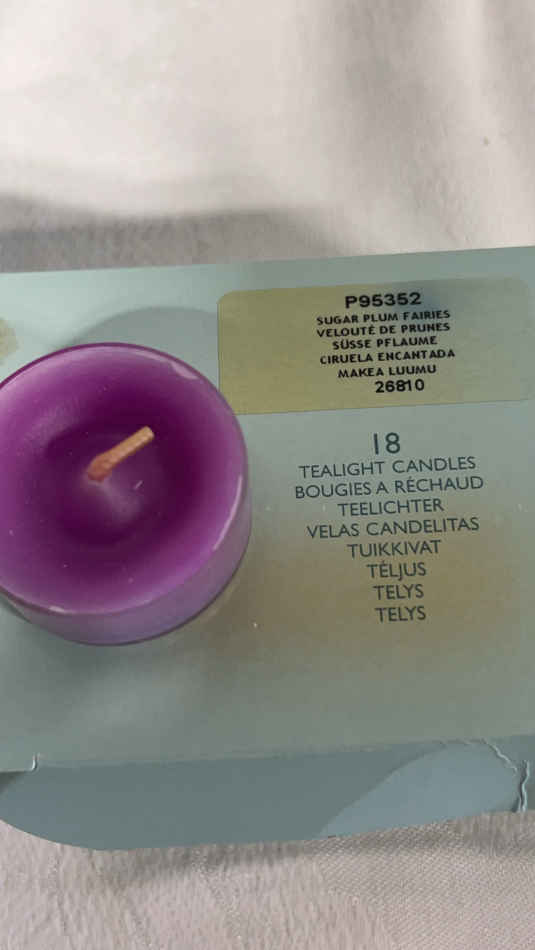 P95352
SUGAR PLUM FAIRIES
VELOUTÉ DE PRUNES
SÜSSE PFLAUME
CIRUELA ENCANTADA
MAKEA LUUMU
26810
18
TEALIGHT CANDLES
BOUGIES A RÉCHAUD
TEELICHTER
VELAS CANDELITAS
TUIKKIVAT
TÉLJUS
TELYS
TELYS